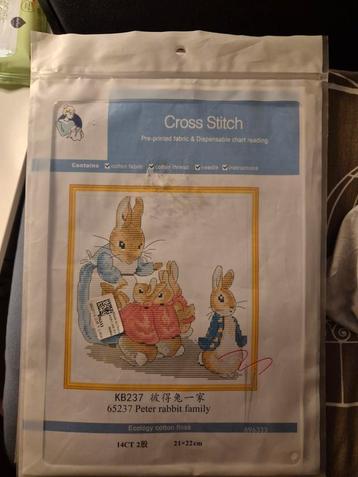 Cross Stitch
Pre-printed fabric & Dispensable chart reading
Contains cotton fabric cotton thread needle instructions
KB237 彼得兔一家
65237 Peter rabbit family
Ecology cotton floss
696333
14CT 2股 21×22cm